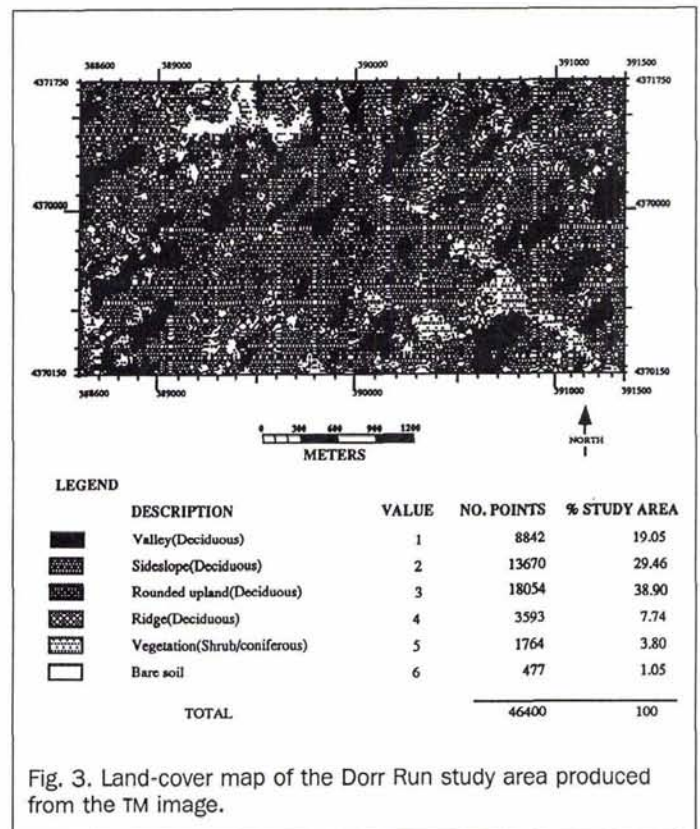 388600 389000 390000 391000 391500
4371750 4371750
4370000 4370000
4370150 4370150
388600 389000 390000 391000 391500
0 300 600 900 1200
METERS
NORTH
LEGEND
DESCRIPTION VALUE NO. POINTS % STUDY AREA
Valley(Deciduous) 1 8842 19.05
Sideslope(Deciduous) 2 13670 29.46
Rounded upland(Deciduous) 3 18054 38.90
Ridge(Deciduous) 4 3593 7.74
Vegetation(Shrub/coniferous) 5 1764 3.80
Bare soil 6 477 1.05
TOTAL 46400 100
Fig. 3. Land-cover map of the Dorr Run study area produced
from the TM image.